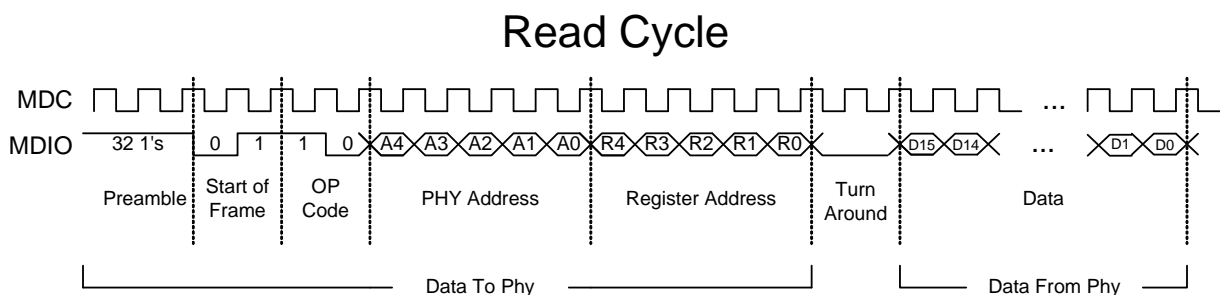 Read Cycle
MDC ...
MDIO 32 1's 0 1 1 0 A4 A3 A2 A1 A0 R4 R3 R2 R1 R0 D15 D14 ... D1 D0
Preamble Start of Frame OP Code PHY Address Register Address Turn Around Data
Data To Phy Data From Phy